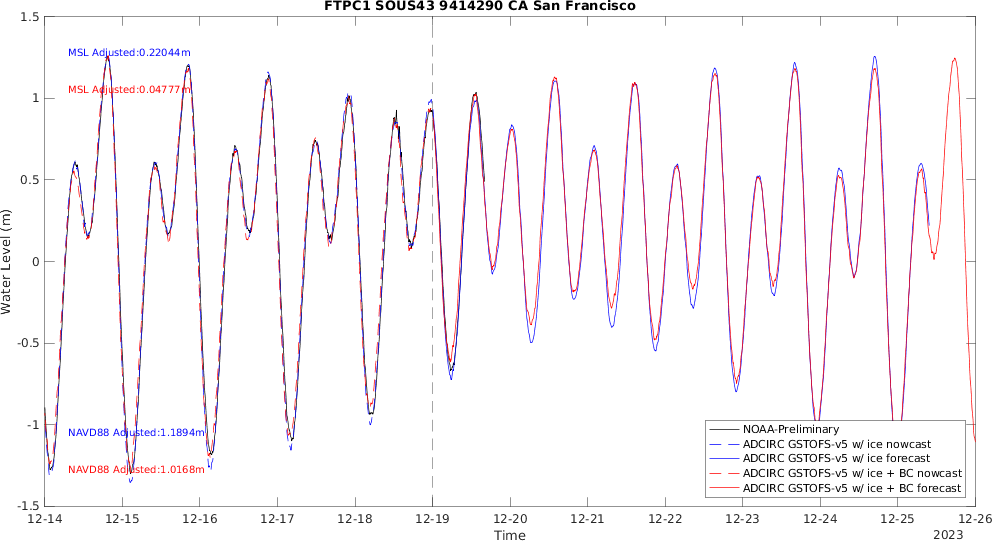 FTPC1 SOUS43 9414290 CA San Francisco
1.5
MSL Adjusted:0.22044m
MSL Adjusted:0.04777m
1
0.5
0
-0.5
-1
-1.5
Water Level (m)
NAVD88 Adjusted:1.1894m
NAVD88 Adjusted:1.0168m
NOAA-Preliminary
ADCIRC GSTOFS-v5 w/ ice nowcast
ADCIRC GSTOFS-v5 w/ ice forecast
ADCIRC GSTOFS-v5 w/ ice + BC nowcast
ADCIRC GSTOFS-v5 w/ ice + BC forecast
12-14 12-15 12-16 12-17 12-18 12-19 12-20 12-21 12-22 12-23 12-24 12-25 12-26
Time
2023